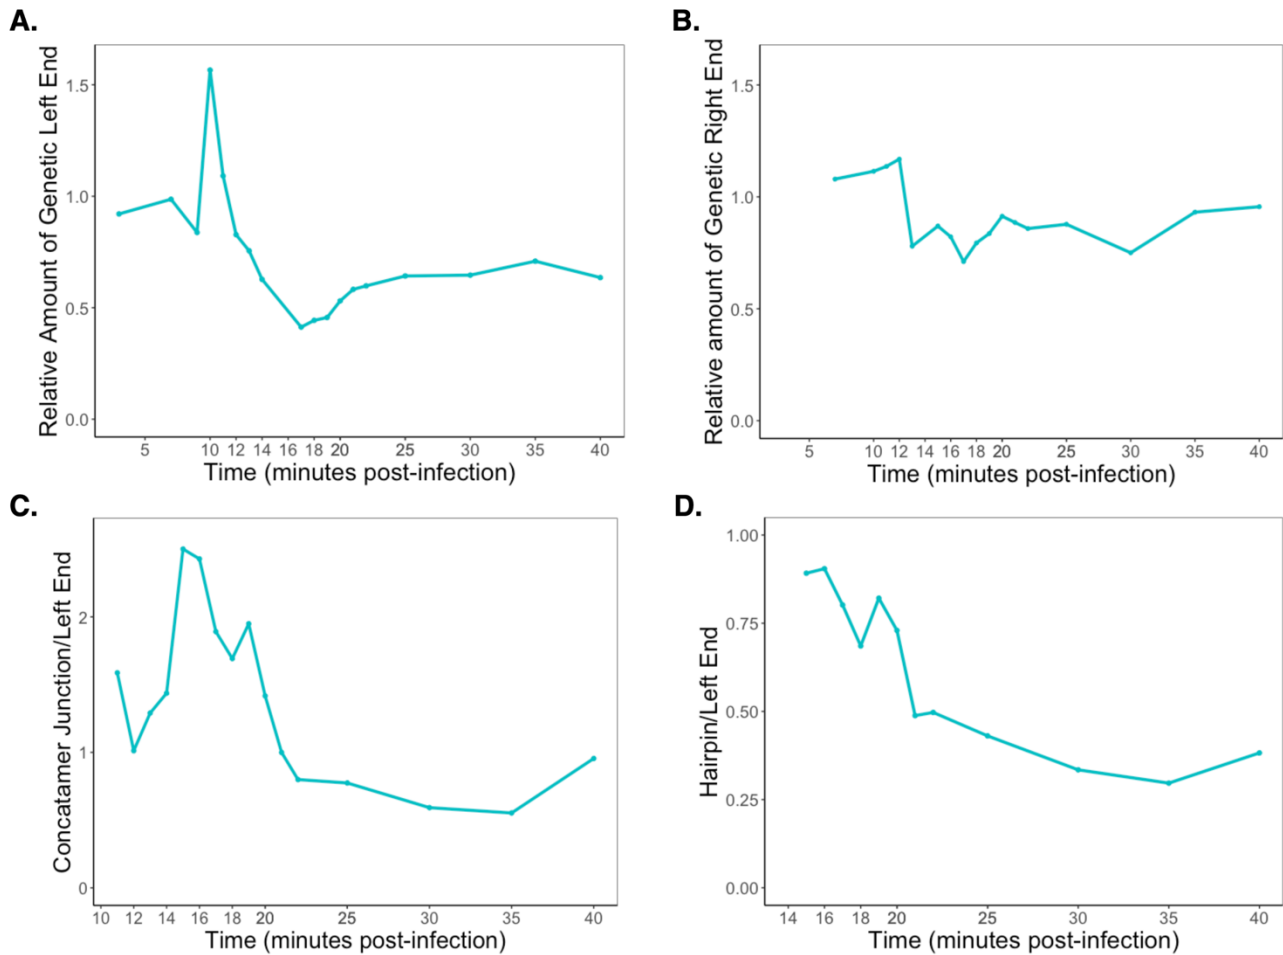 A.
Relative Amount of Genetic Left End
1.5
1.0
0.5
0.0
5 10 12 14 16 18 20 25 30 35 40
Time (minutes post-infection)
B.
Relative amount of Genetic Right End
1.5
1.0
0.5
0.0
5 10 12 14 16 18 20 25 30 35 40
Time (minutes post-infection)
C.
Concatamer Junction/Left End
2
1
0
10 12 14 16 18 20 25 30 35 40
Time (minutes post-infection)
D.
Hairpin/Left End
1.00
0.75
0.50
0.25
0.00
14 16 18 20 25 30 35 40
Time (minutes post-infection)